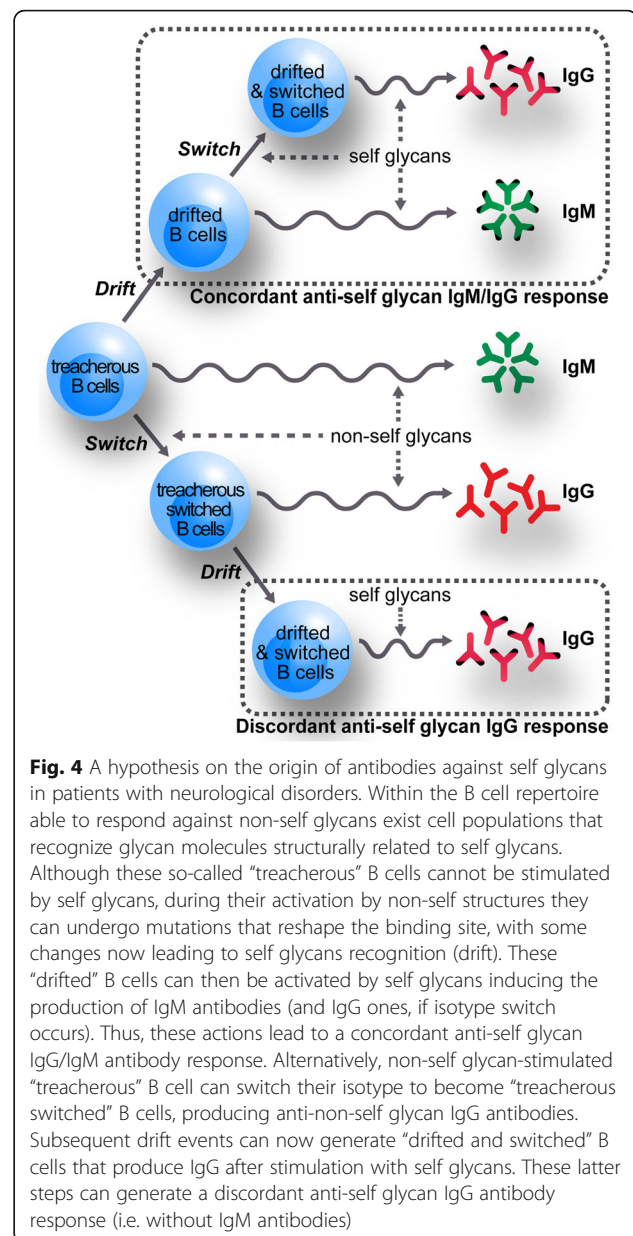 drifted
& switched
B cells
IgG
Switch
self glycans
drifted
B cells
IgM
Drift
Concordant anti-self glycan IgM/IgG response
treacherous
B cells
IgM
Switch
non-self glycans
treacherous
switched
B cells
IgG
Drift
self glycans
drifted
& switched
B cells
IgG
Discordant anti-self glycan IgG response
Fig. 4 A hypothesis on the origin of antibodies against self glycans
in patients with neurological disorders. Within the B cell repertoire
able to respond against non-self glycans exist cell populations that
recognize glycan molecules structurally related to self glycans.
Although these so-called “treacherous” B cells cannot be stimulated
by self glycans, during their activation by non-self structures they
can undergo mutations that reshape the binding site, with some
changes now leading to self glycans recognition (drift). These
“drifted” B cells can then be activated by self glycans inducing the
production of IgM antibodies (and IgG ones, if isotype switch
occurs). Thus, these actions lead to a concordant anti-self glycan
IgG/IgM antibody response. Alternatively, non-self glycan-stimulated
“treacherous” B cell can switch their isotype to become “treacherous
switched” B cells, producing anti-non-self glycan IgG antibodies.
Subsequent drift events can now generate “drifted and switched” B
cells that produce IgG after stimulation with self glycans. These latter
steps can generate a discordant anti-self glycan IgG antibody
response (i.e. without IgM antibodies)